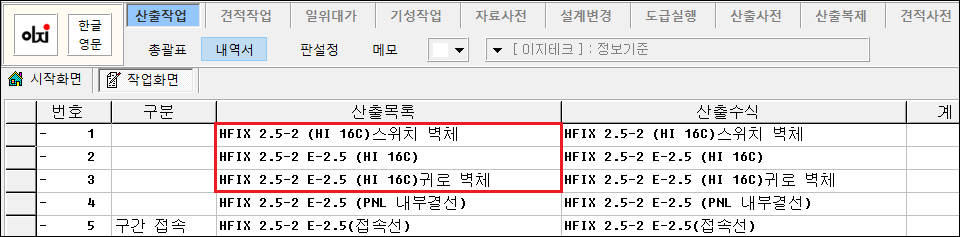 이지 한글 영문
산출작업 견적작업 일위대가 기성작업 자료사전 설계변경 도급실행 산출사전 산출복제 견적사전
총괄표 내역서 판설정 메모 [ 이지테크 ] : 정보기준
시작화면 작업화면
번호 구분 산출목록 산출수식 계
- 1 HFIX 2.5-2 (HI 16C)스위치 벽체 HFIX 2.5-2 (HI 16C)스위치 벽체
- 2 HFIX 2.5-2 E-2.5 (HI 16C) HFIX 2.5-2 E-2.5 (HI 16C)
- 3 HFIX 2.5-2 E-2.5 (HI 16C)귀로 벽체 HFIX 2.5-2 E-2.5 (HI 16C)귀로 벽체
- 4 HFIX 2.5-2 E-2.5 (PNL 내부결선) HFIX 2.5-2 E-2.5 (PNL 내부결선)
- 5 구간 접속 HFIX 2.5-2 E-2.5(접속선) HFIX 2.5-2 E-2.5(접속선)